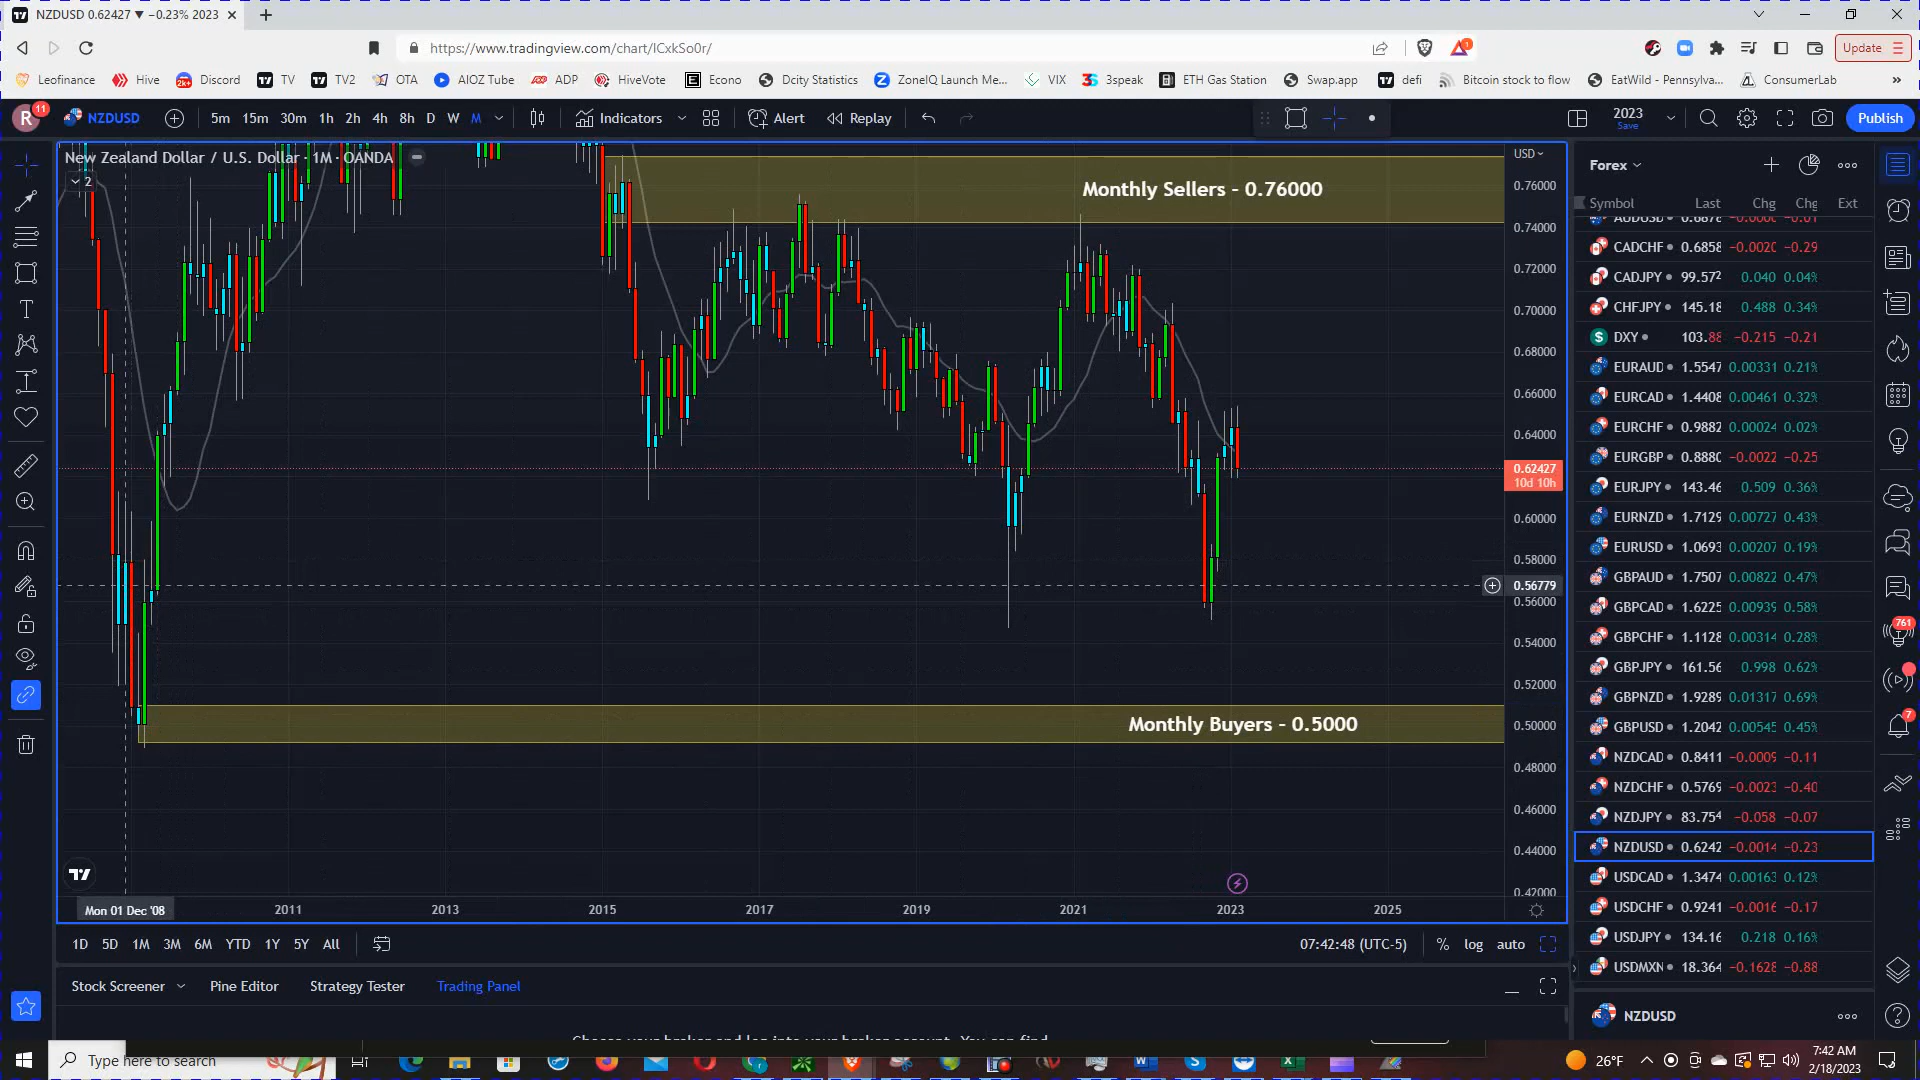 NZDUSD 0.62427 ▼ −0.23% 2023
https://www.tradingview.com/chart/lCxkSo0r/
Update
Leofinance Hive Discord TV TV2 OTA AIOZ Tube ADP HiveVote Econo Dcity Statistics ZoneIQ Launch Me... VIX 3speak ETH Gas Station Swap.app defi Bitcoin stock to flow EatWild - Pennsylva... ConsumerLab »
R 11 NZDUSD 5m 15m 30m 1h 2h 4h 8h D W M Indicators Alert Replay 2023 Save Publish
New Zealand Dollar / U.S. Dollar · 1M · OANDA
2
Monthly Sellers - 0.76000
Monthly Buyers - 0.5000
USD
0.76000
0.74000
0.72000
0.70000
0.68000
0.66000
0.64000
0.62427
10d 10h
0.60000
0.58000
0.56779
0.56000
0.54000
0.52000
0.50000
0.48000
0.46000
0.44000
0.42000
Mon 01 Dec '08 2011 2013 2015 2017 2019 2021 2023 2025
1D 5D 1M 3M 6M YTD 1Y 5Y All 07:42:48 (UTC-5) % log auto
Stock Screener Pine Editor Strategy Tester Trading Panel
Forex
Symbol Last Chg Chg Ext
CADCHF 0.6858 −0.0020 −0.29
CADJPY 99.572 0.040 0.04%
CHFJPY 145.18 0.488 0.34%
DXY 103.88 −0.215 −0.21
EURAUD 1.5547 0.00331 0.21%
EURCAD 1.4408 0.00461 0.32%
EURCHF 0.9882 0.00024 0.02%
EURGBP 0.8880 −0.0022 −0.25
EURJPY 143.46 0.509 0.36%
EURNZD 1.7129 0.00727 0.43%
EURUSD 1.0693 0.00207 0.19%
GBPAUD 1.7507 0.00822 0.47%
GBPCAD 1.6225 0.00939 0.58%
GBPCHF 1.1128 0.00314 0.28%
GBPJPY 161.56 0.998 0.62%
GBPNZD 1.9289 0.01317 0.69%
GBPUSD 1.2042 0.00545 0.45%
NZDCAD 0.8411 −0.0009 −0.11
NZDCHF 0.5769 −0.0023 −0.40
NZDJPY 83.754 −0.058 −0.07
NZDUSD 0.6242 −0.0014 −0.23
USDCAD 1.3474 0.00163 0.12%
USDCHF 0.9241 −0.0016 −0.17
USDJPY 134.16 0.218 0.16%
USDMXN 18.364 −0.1628 −0.88
NZDUSD
761
7
Type here to search
26°F
7:42 AM
2/18/2023